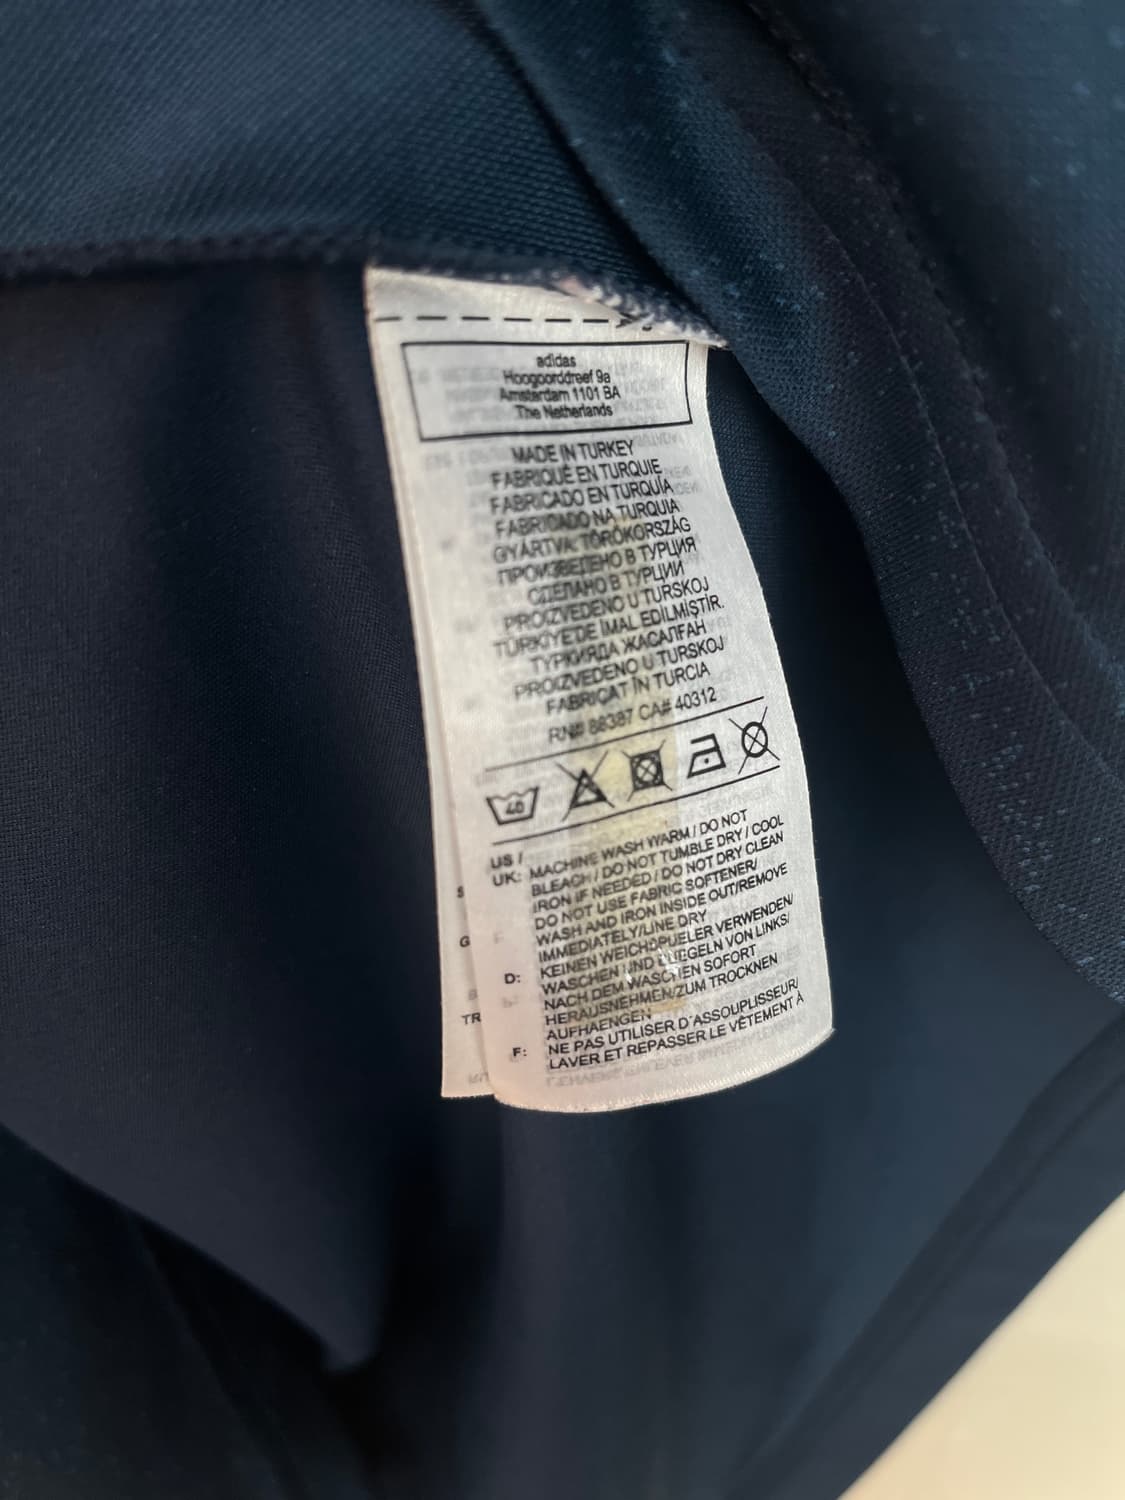 adidas
Hoogoorddreef 9a
Amsterdam 1101 BA
The Netherlands
MADE IN TURKEY
FABRIQUÉ EN TURQUIE
FABRICADO EN TURQUÍA
FABRICADO NA TURQUIA
GYÁRTVA: TÖRÖKORSZÁG
ПРОИЗВЕДЕНО В ТУРЦИЯ
СДЕЛАНО В ТУРЦИИ
PROIZVEDENO U TURSKOJ
TÜRKİYE'DE İMAL EDİLMİŞTİR.
ТҮРКИЯДА ЖАСАЛҒАН
PROIZVEDENO U TURSKOJ
FABRICAT ÎN TURCIA
RN# 88387 CA# 40312
40
US /
UK: MACHINE WASH WARM / DO NOT
BLEACH / DO NOT TUMBLE DRY / COOL
IRON IF NEEDED / DO NOT DRY CLEAN
DO NOT USE FABRIC SOFTENER/
WASH AND IRON INSIDE OUT/REMOVE
IMMEDIATELY/LINE DRY
D: KEINEN WEICHSPUELER VERWENDEN/
WASCHEN UND BUEGELN VON LINKS/
NACH DEM WASCHEN SOFORT
HERAUSNEHMEN/ZUM TROCKNEN
AUFHAENGEN
F: NE PAS UTILISER D'ASSOUPLISSEUR/
LAVER ET REPASSER LE VÊTEMENT À
TR